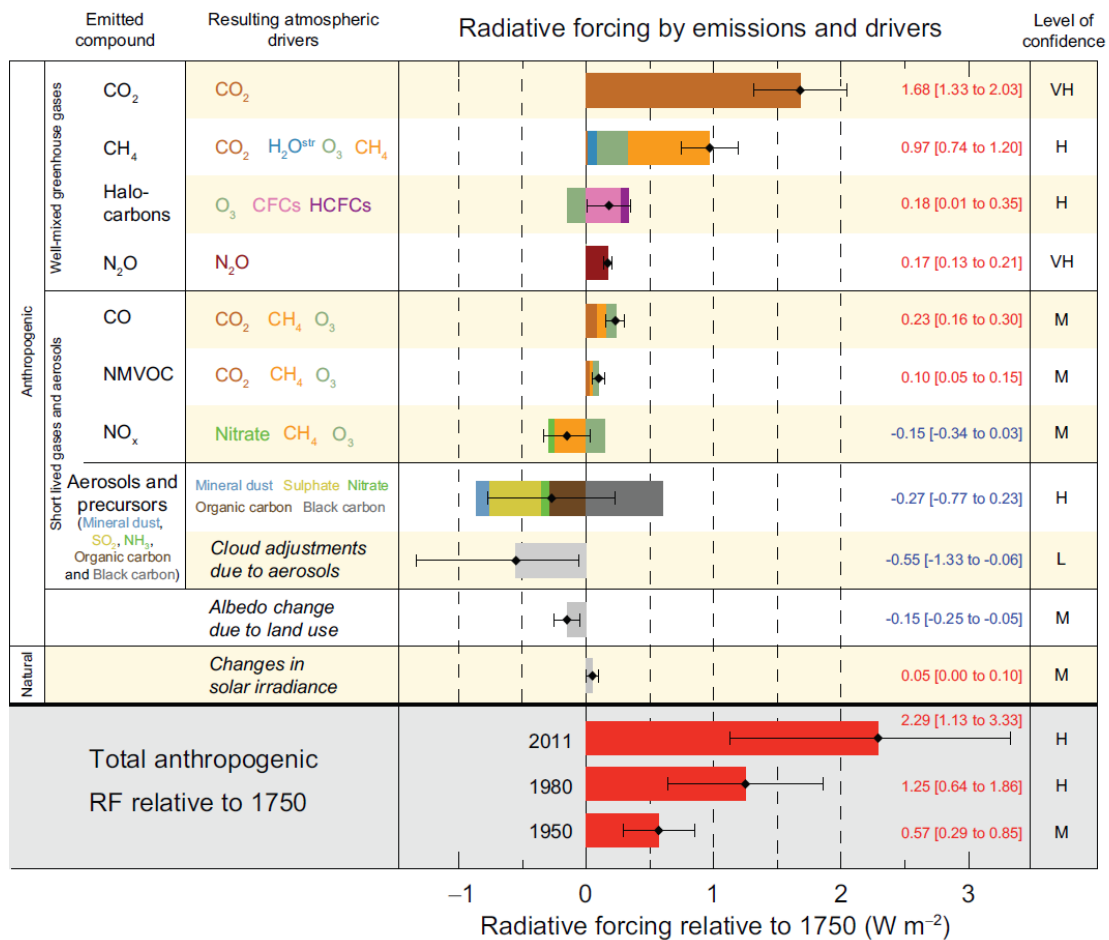 Emitted compound
Resulting atmospheric drivers
Radiative forcing by emissions and drivers
Level of confidence
Anthropogenic
Well-mixed greenhouse gases
CO₂
CO₂
1.68 [1.33 to 2.03]
VH
CH₄
CO₂ H₂Oˢᵗʳ O₃ CH₄
0.97 [0.74 to 1.20]
H
Halo-
carbons
O₃ CFCs HCFCs
0.18 [0.01 to 0.35]
H
N₂O
N₂O
0.17 [0.13 to 0.21]
VH
Short lived gases and aerosols
CO
CO₂ CH₄ O₃
0.23 [0.16 to 0.30]
M
NMVOC
CO₂ CH₄ O₃
0.10 [0.05 to 0.15]
M
NOₓ
Nitrate CH₄ O₃
-0.15 [-0.34 to 0.03]
M
Aerosols and
precursors
(Mineral dust,
SO₂, NH₃,
Organic carbon
and Black carbon)
Mineral dust Sulphate Nitrate
Organic carbon Black carbon
-0.27 [-0.77 to 0.23]
H
Cloud adjustments
due to aerosols
-0.55 [-1.33 to -0.06]
L
Albedo change
due to land use
-0.15 [-0.25 to -0.05]
M
Natural
Changes in
solar irradiance
0.05 [0.00 to 0.10]
M
Total anthropogenic
RF relative to 1750
2011
2.29 [1.13 to 3.33]
H
1980
1.25 [0.64 to 1.86]
H
1950
0.57 [0.29 to 0.85]
M
−1 0 1 2 3
Radiative forcing relative to 1750 (W m⁻²)